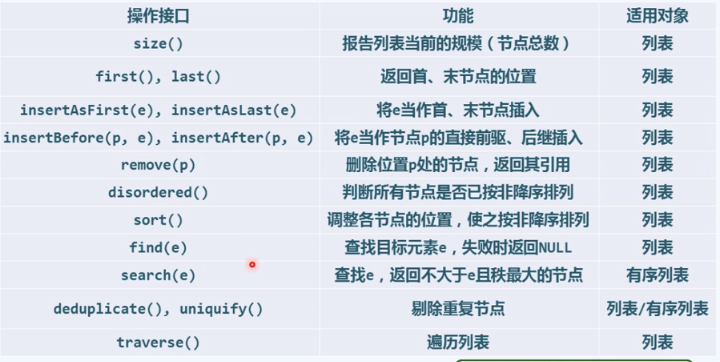 操作接口 功能 适用对象
size() 报告列表当前的规模（节点总数） 列表
first(), last() 返回首、末节点的位置 列表
insertAsFirst(e), insertAsLast(e) 将e当作首、末节点插入 列表
insertBefore(p, e), insertAfter(p, e) 将e当作节点p的直接前驱、后继插入 列表
remove(p) 删除位置p处的节点，返回其引用 列表
disordered() 判断所有节点是否已按非降序排列 列表
sort() 调整各节点的位置，使之按非降序排列 列表
find(e) 查找目标元素e，失败时返回NULL 列表
search(e) 查找e，返回不大于e且秩最大的节点 有序列表
deduplicate(), uniquify() 剔除重复节点 列表/有序列表
traverse() 遍历列表 列表